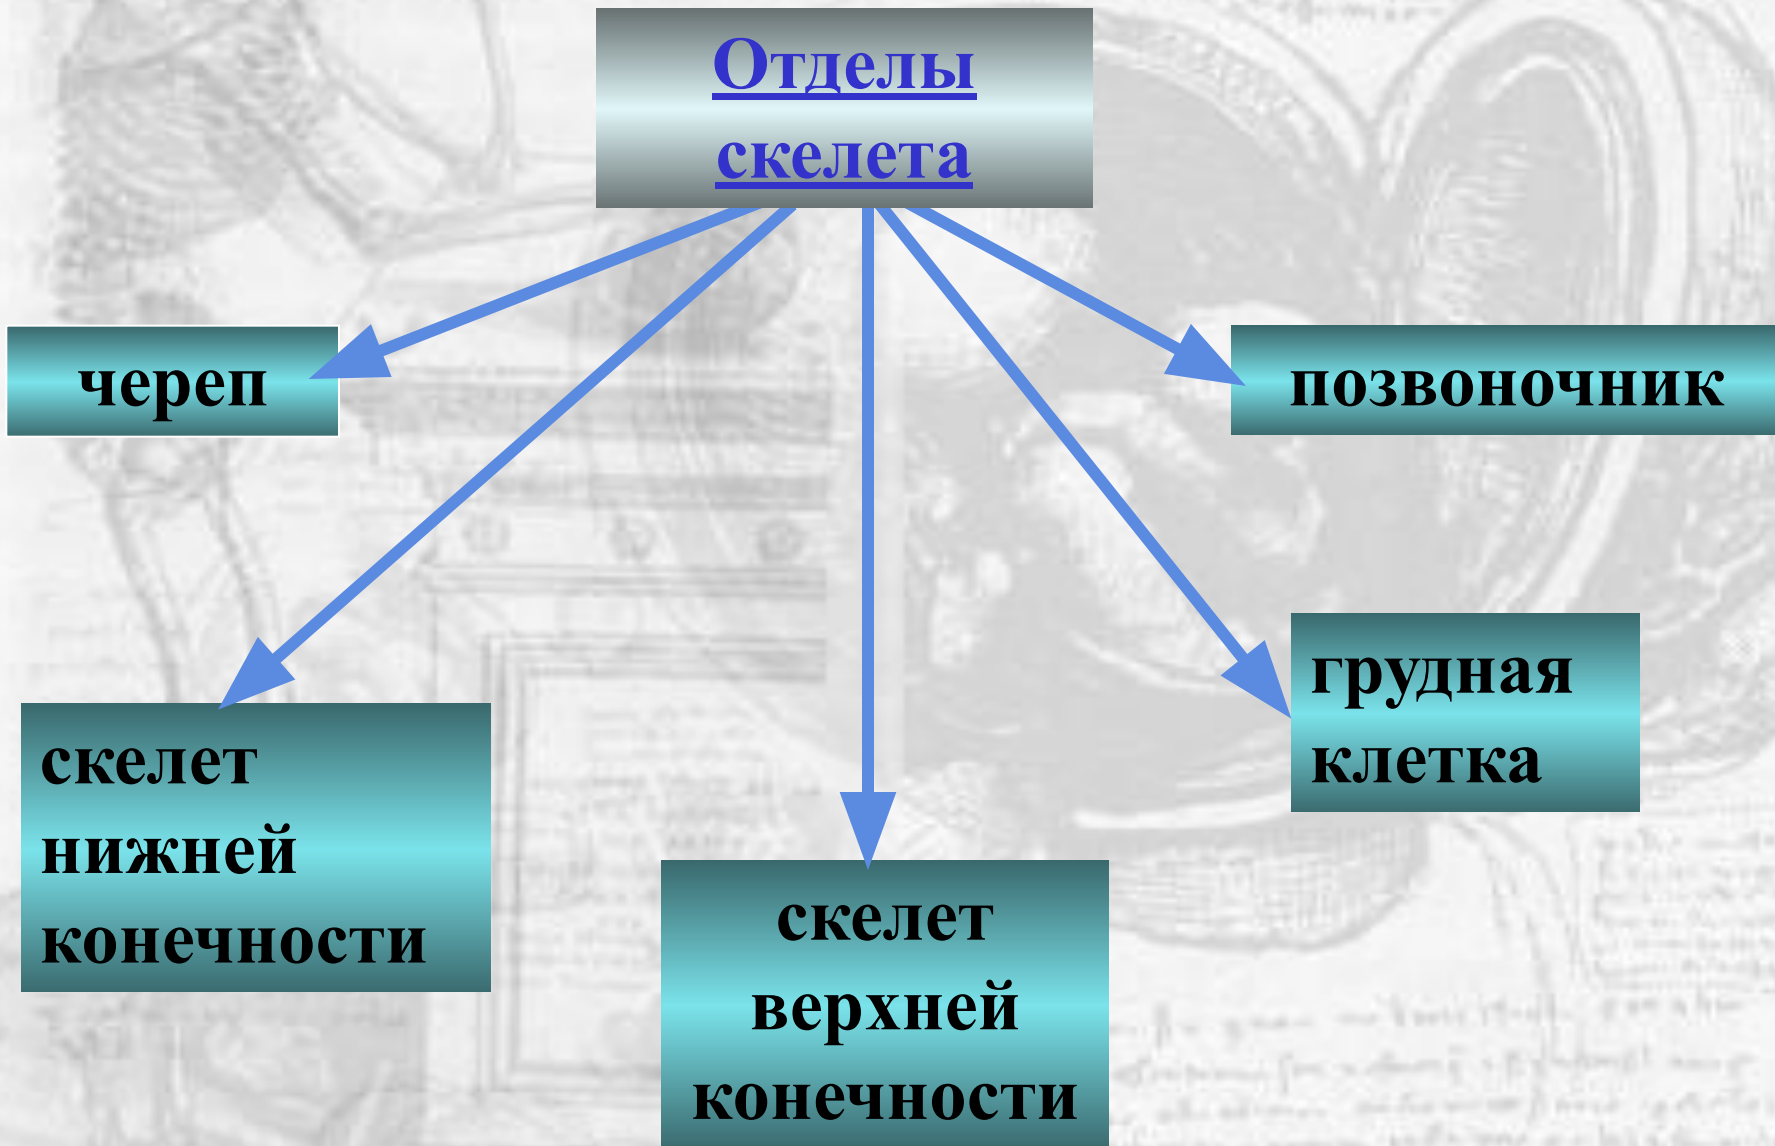 Отделы
скелета
череп
позвоночник
грудная
клетка
скелет
нижней
конечности
скелет
верхней
конечности